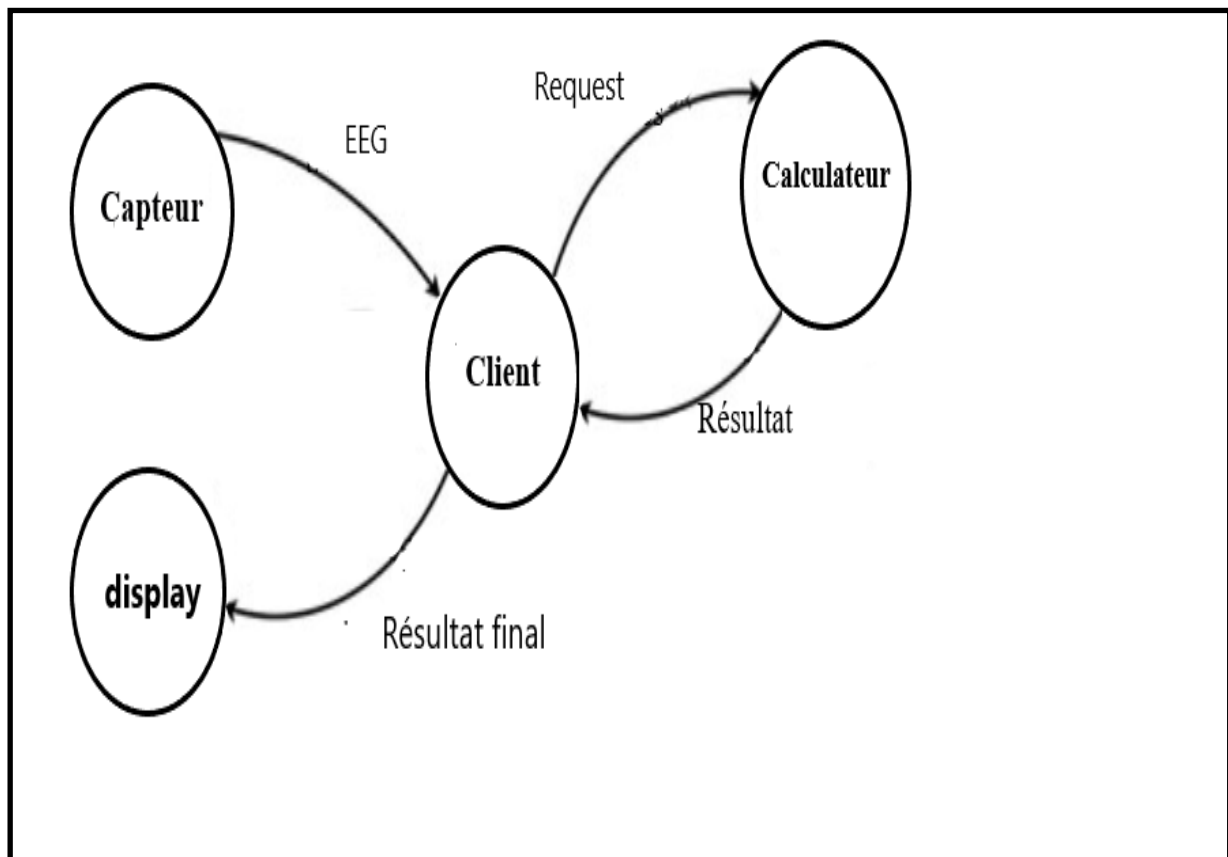 Request
EEG
Capteur
Calculateur
Client
Résultat
display
Résultat final